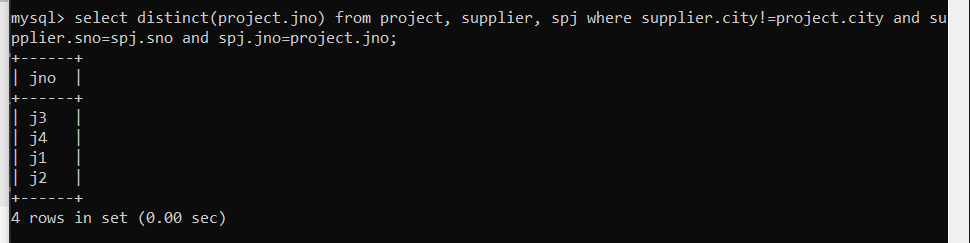 mysql> select distinct(project.jno) from project, supplier, spj where supplier.city!=project.city and su
pplier.sno=spj.sno and spj.jno=project.jno;
+------+
| jno  |
+------+
| j3   |
| j4   |
| j1   |
| j2   |
+------+
4 rows in set (0.00 sec)